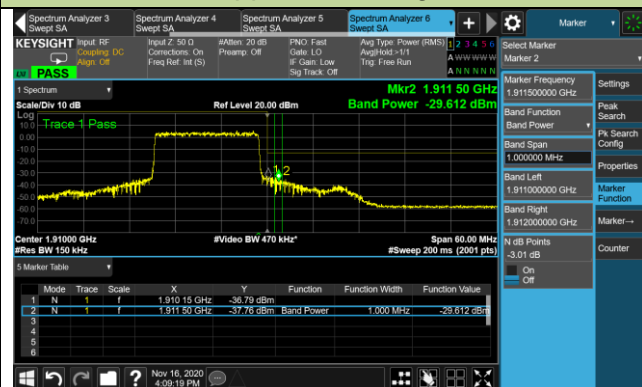 Spectrum Analyzer 3
Swept SA
Spectrum Analyzer 4
Swept SA
Spectrum Analyzer 5
Swept SA
Spectrum Analyzer 6
Swept SA
Marker
KEYSIGHT
Input: RF
Coupling: DC
Align: Off
Input Z: 50 Ω
Corrections: On
Freq Ref: Int (S)
#Atten: 20 dB
Preamp: Off
PNO: Fast
Gate: LO
IF Gain: Low
Sig Track: Off
Avg Type: Power (RMS)
Avg|Hold:>1/1
Trig: Free Run
1 2 3 4 5 6
A W W W W W
A N N N N N
PASS
1 Spectrum
Scale/Div 10 dB
Ref Level 20.00 dBm
Mkr2 1.911 50 GHz
Band Power -29.612 dBm
Log
Trace 1 Pass
10.0
0.00
-10.0
-20.0
-30.0
-40.0
-50.0
-60.0
-70.0
1
2
Center 1.91000 GHz
#Res BW 150 kHz
#Video BW 470 kHz*
Span 60.00 MHz
#Sweep 200 ms (2001 pts)
5 Marker Table
Mode Trace Scale X Y Function Function Width Function Value
1 N 1 f 1.910 15 GHz -36.79 dBm
2 N 1 f 1.911 50 GHz -37.76 dBm Band Power 1.000 MHz -29.612 dBm
3
4
5
6
Nov 16, 2020
4:09:19 PM
Select Marker
Marker 2
Marker Frequency
1.911500000 GHz
Band Function
Band Power
Band Span
1.000000 MHz
Band Left
1.911000000 GHz
Band Right
1.912000000 GHz
N dB Points
-3.01 dB
On
Off
Settings
Peak
Search
Pk Search
Config
Properties
Marker
Function
Marker→
Counter